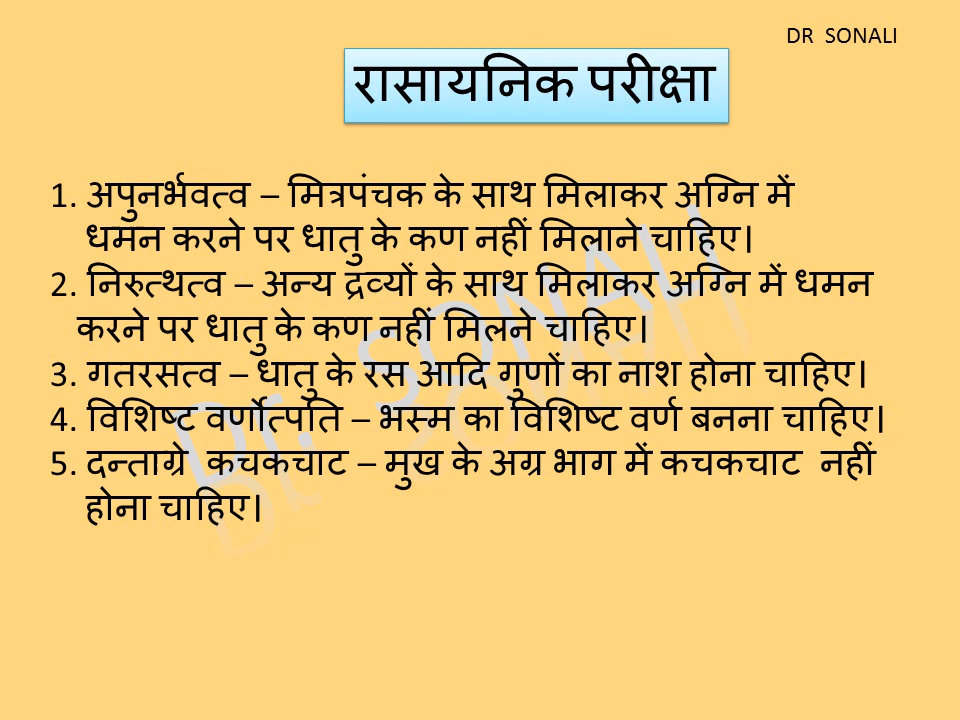 DR SONALI
रासायनिक परीक्षा
1. अपुनर्भवत्व – मित्रपंचक के साथ मिलाकर अग्नि में
धमन करने पर धातु के कण नहीं मिलाने चाहिए।
2. निरुत्थत्व – अन्य द्रव्यों के साथ मिलाकर अग्नि में धमन
करने पर धातु के कण नहीं मिलने चाहिए।
3. गतरसत्व – धातु के रस आदि गुणों का नाश होना चाहिए।
4. विशिष्ट वर्णोत्पति – भस्म का विशिष्ट वर्ण बनना चाहिए।
5. दन्ताग्रे कचकचाट – मुख के अग्र भाग में कचकचाट नहीं
होना चाहिए।
Dr. SONALI